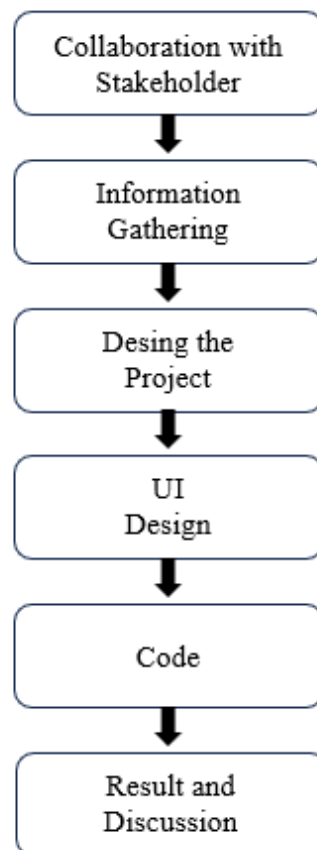 Collaboration with
Stakeholder
Information
Gathering
Desing the
Project
UI
Design
Code
Result and
Discussion